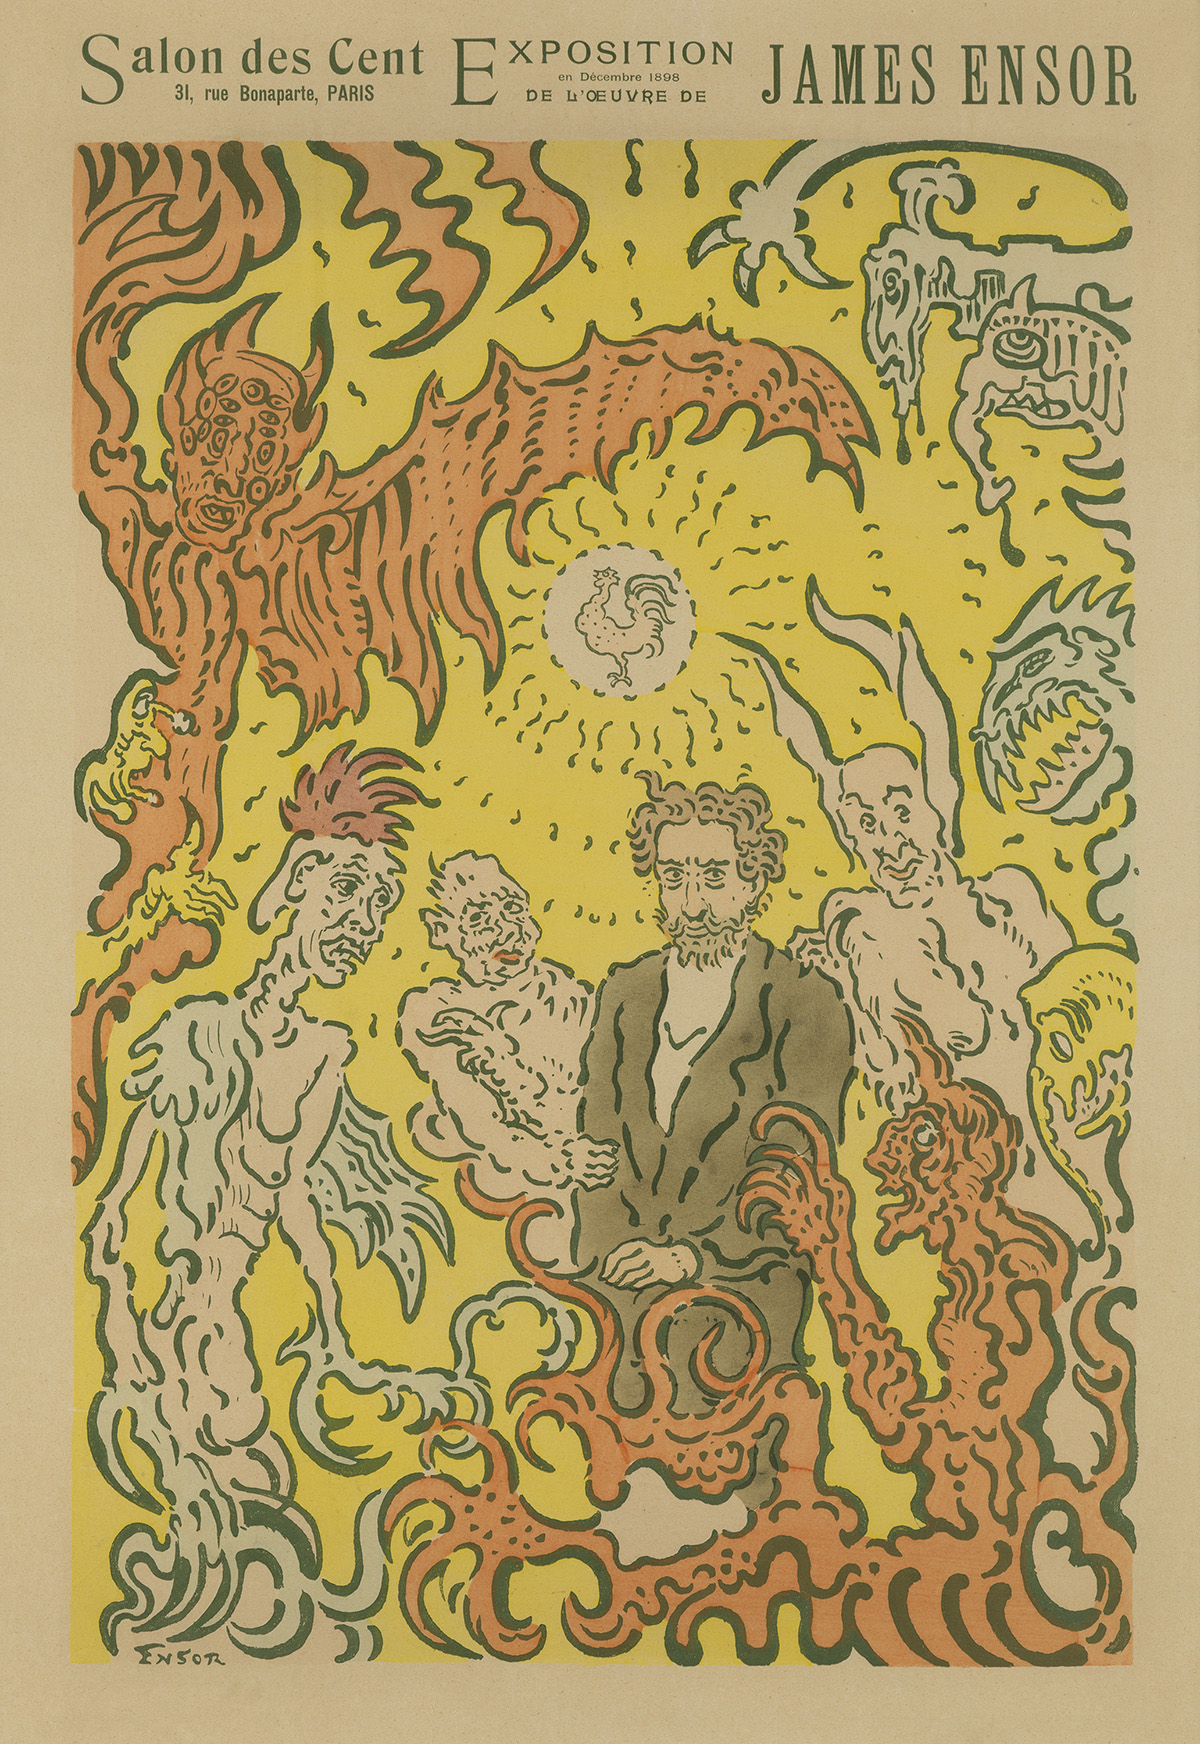 Salon des Cent
31, rue Bonaparte, PARIS
EXPOSITION
en Décembre 1898
DE L'ŒUVRE DE
JAMES ENSOR
ENSOR